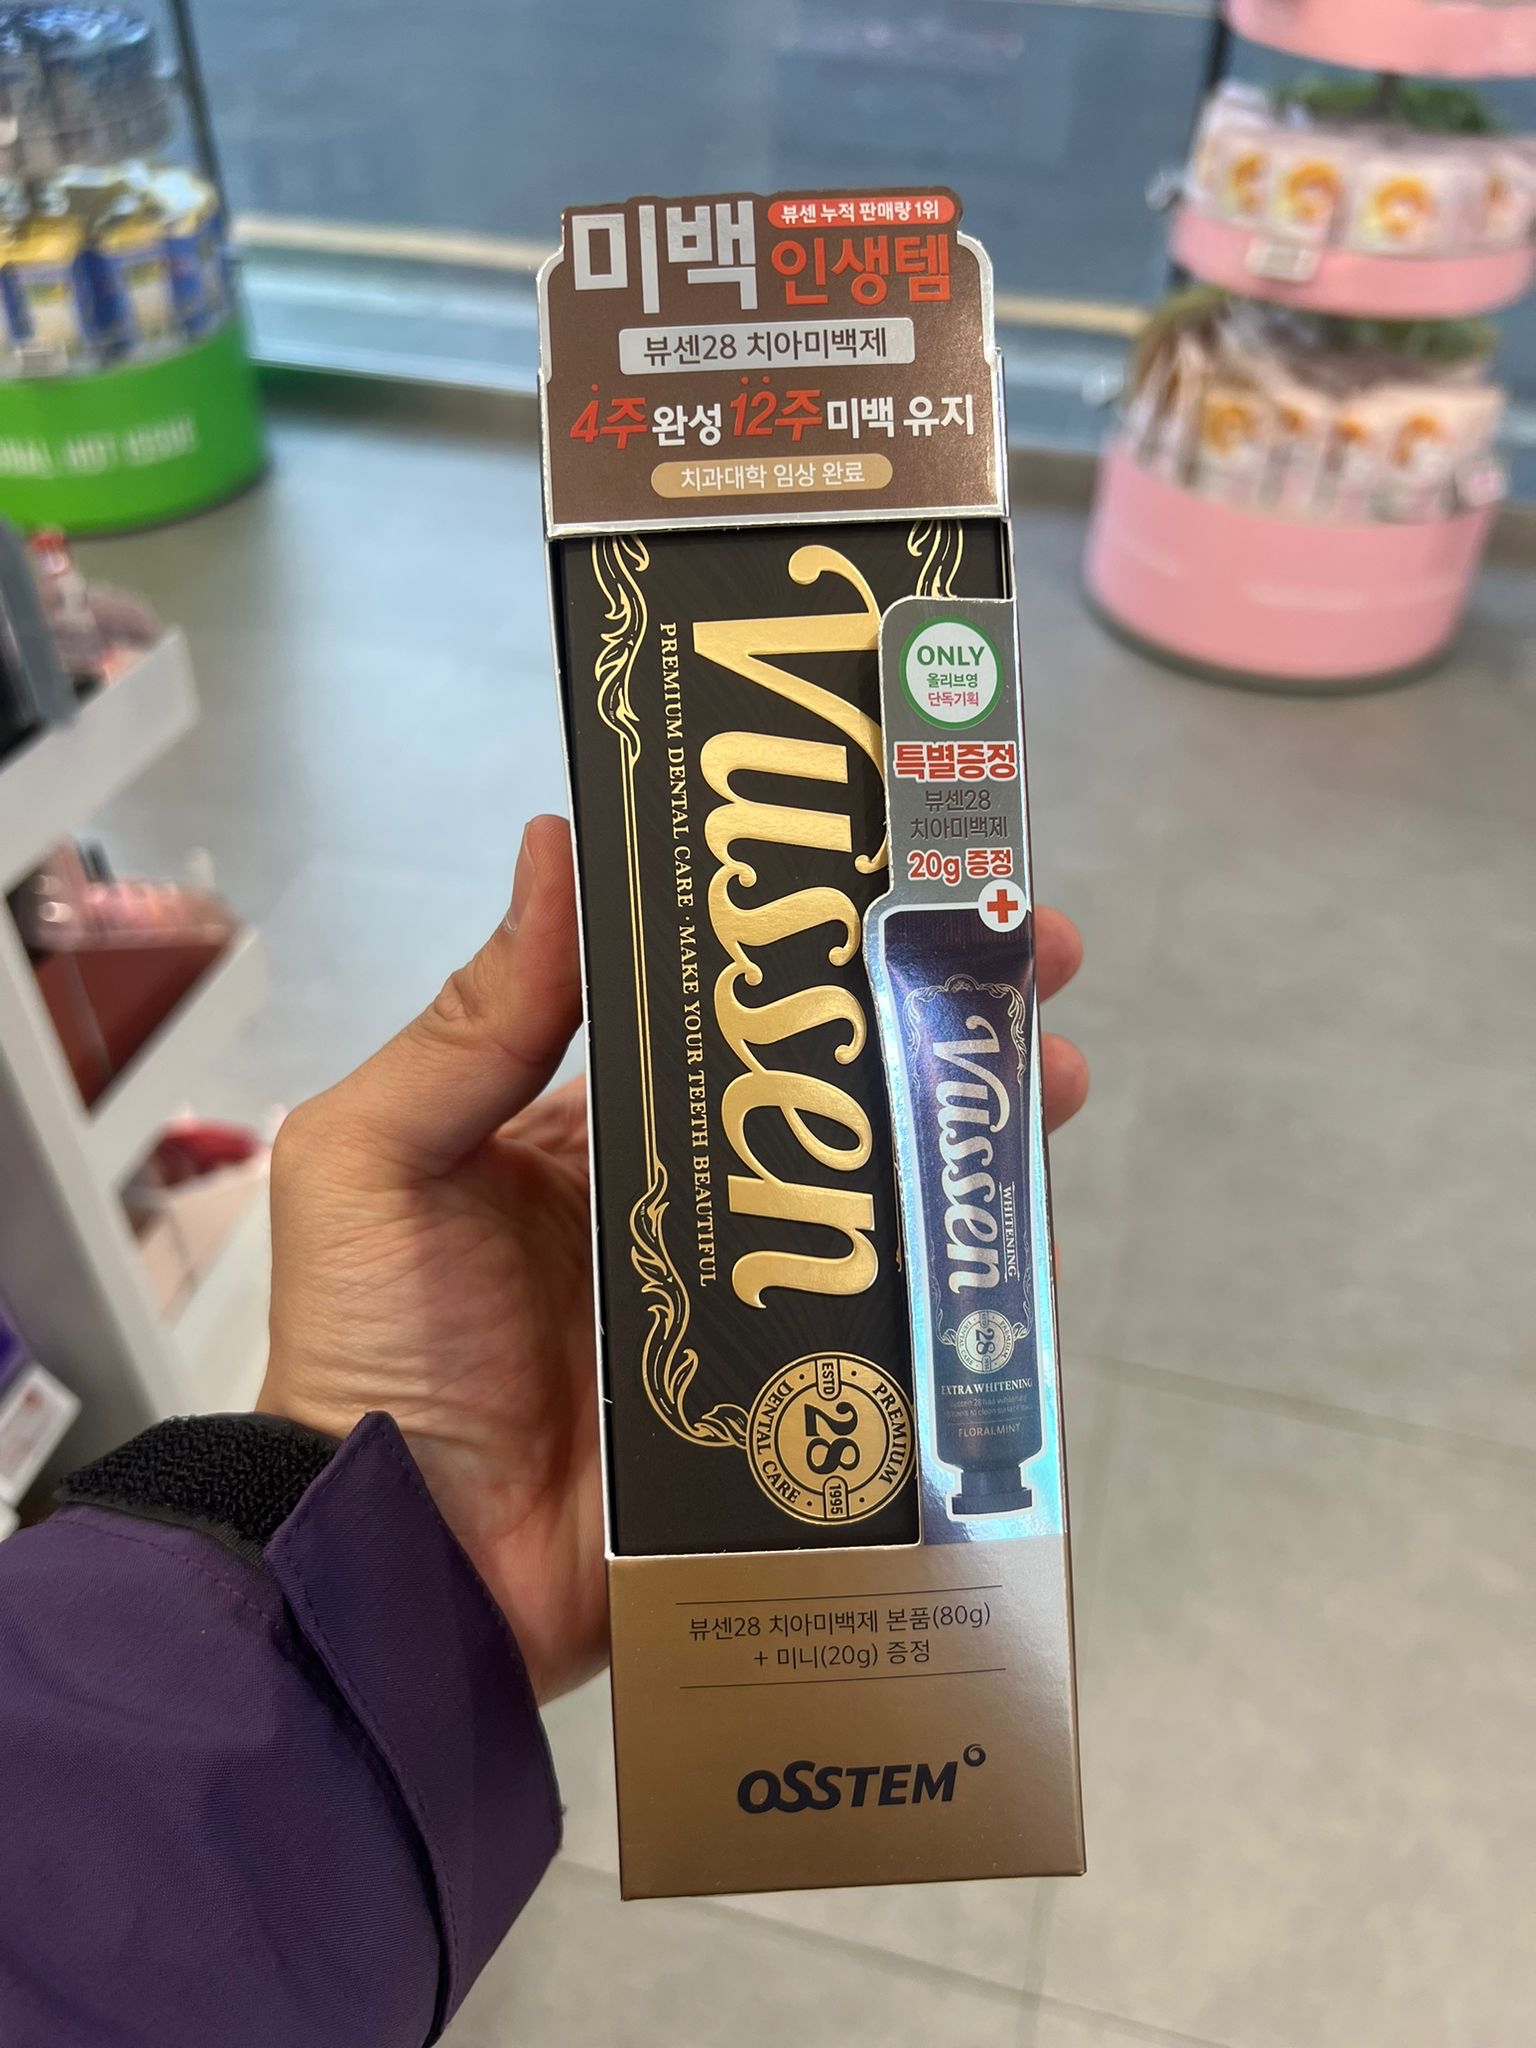 미백
뷰센 누적 판매량 1위
인생템
뷰센28 치아미백제
4주 완성 12주 미백 유지
치과대학 임상 완료
Vussen
PREMIUM DENTAL CARE · MAKE YOUR TEETH BEAUTIFUL
PREMIUM
ESTD 28 1995
DENTAL CARE
ONLY
올리브영
단독기획
특별증정
뷰센28
치아미백제
20g 증정
Vussen
WHITENING
28
EXTRA WHITENING
FLORALMINT
뷰센28 치아미백제 본품(80g)
+ 미니(20g) 증정
OSSTEM